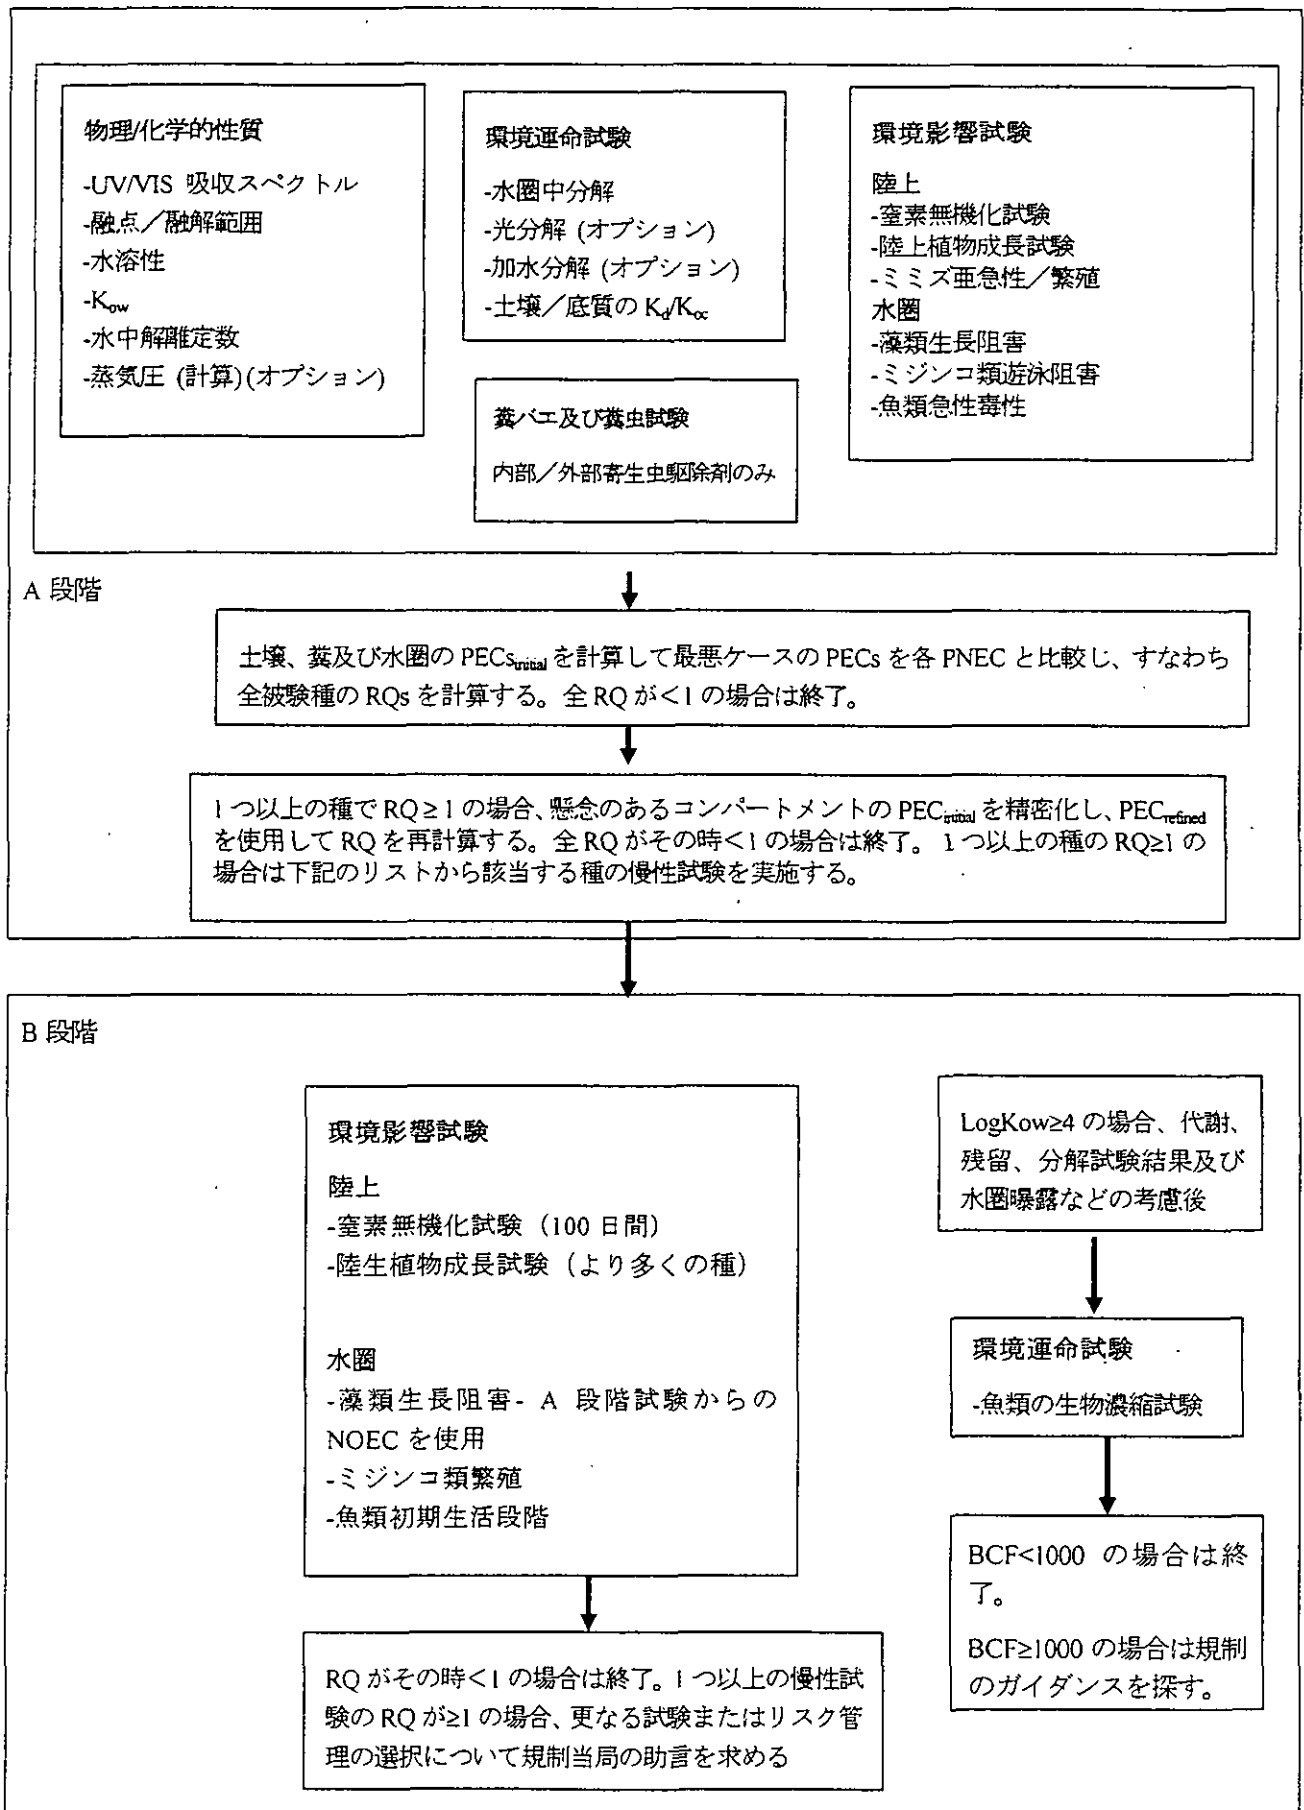 物理/化学的性質
-UV/VIS 吸収スペクトル
-融点／融解範囲
-水溶性
-Kow
-水中解離定数
-蒸気圧 (計算)(オプション)
環境運命試験
-水圏中分解
-光分解 (オプション)
-加水分解 (オプション)
-土壌／底質の Kd/Koc
糞バエ及び糞虫試験
内部／外部寄生虫駆除剤のみ
環境影響試験
陸上
-窒素無機化試験
-陸上植物成長試験
-ミミズ亜急性／繁殖
水圏
-藻類生長阻害
-ミジンコ類遊泳阻害
-魚類急性毒性
A 段階
土壌、糞及び水圏の PECsinitial を計算して最悪ケースの PECs を各 PNEC と比較し、すなわち
全被験種の RQs を計算する。全 RQ が<1 の場合は終了。
1 つ以上の種で RQ ≥ 1 の場合、懸念のあるコンパートメントの PECinitial を精密化し、PECrefined
を使用して RQ を再計算する。全 RQ がその時<1 の場合は終了。1 つ以上の種の RQ≥1 の
場合は下記のリストから該当する種の慢性試験を実施する。
B 段階
環境影響試験
陸上
-窒素無機化試験（100 日間）
-陸生植物成長試験（より多くの種）
水圏
-藻類生長阻害- A 段階試験からの
NOEC を使用
-ミジンコ類繁殖
-魚類初期生活段階
RQ がその時<1 の場合は終了。1 つ以上の慢性試
験の RQ が≥1 の場合、更なる試験またはリスク管
理の選択について規制当局の助言を求める
LogKow≥4 の場合、代謝、
残留、分解試験結果及び
水圏曝露などの考慮後
環境運命試験
-魚類の生物濃縮試験
BCF<1000 の場合は終
了。
BCF≥1000 の場合は規制
のガイダンスを探す。